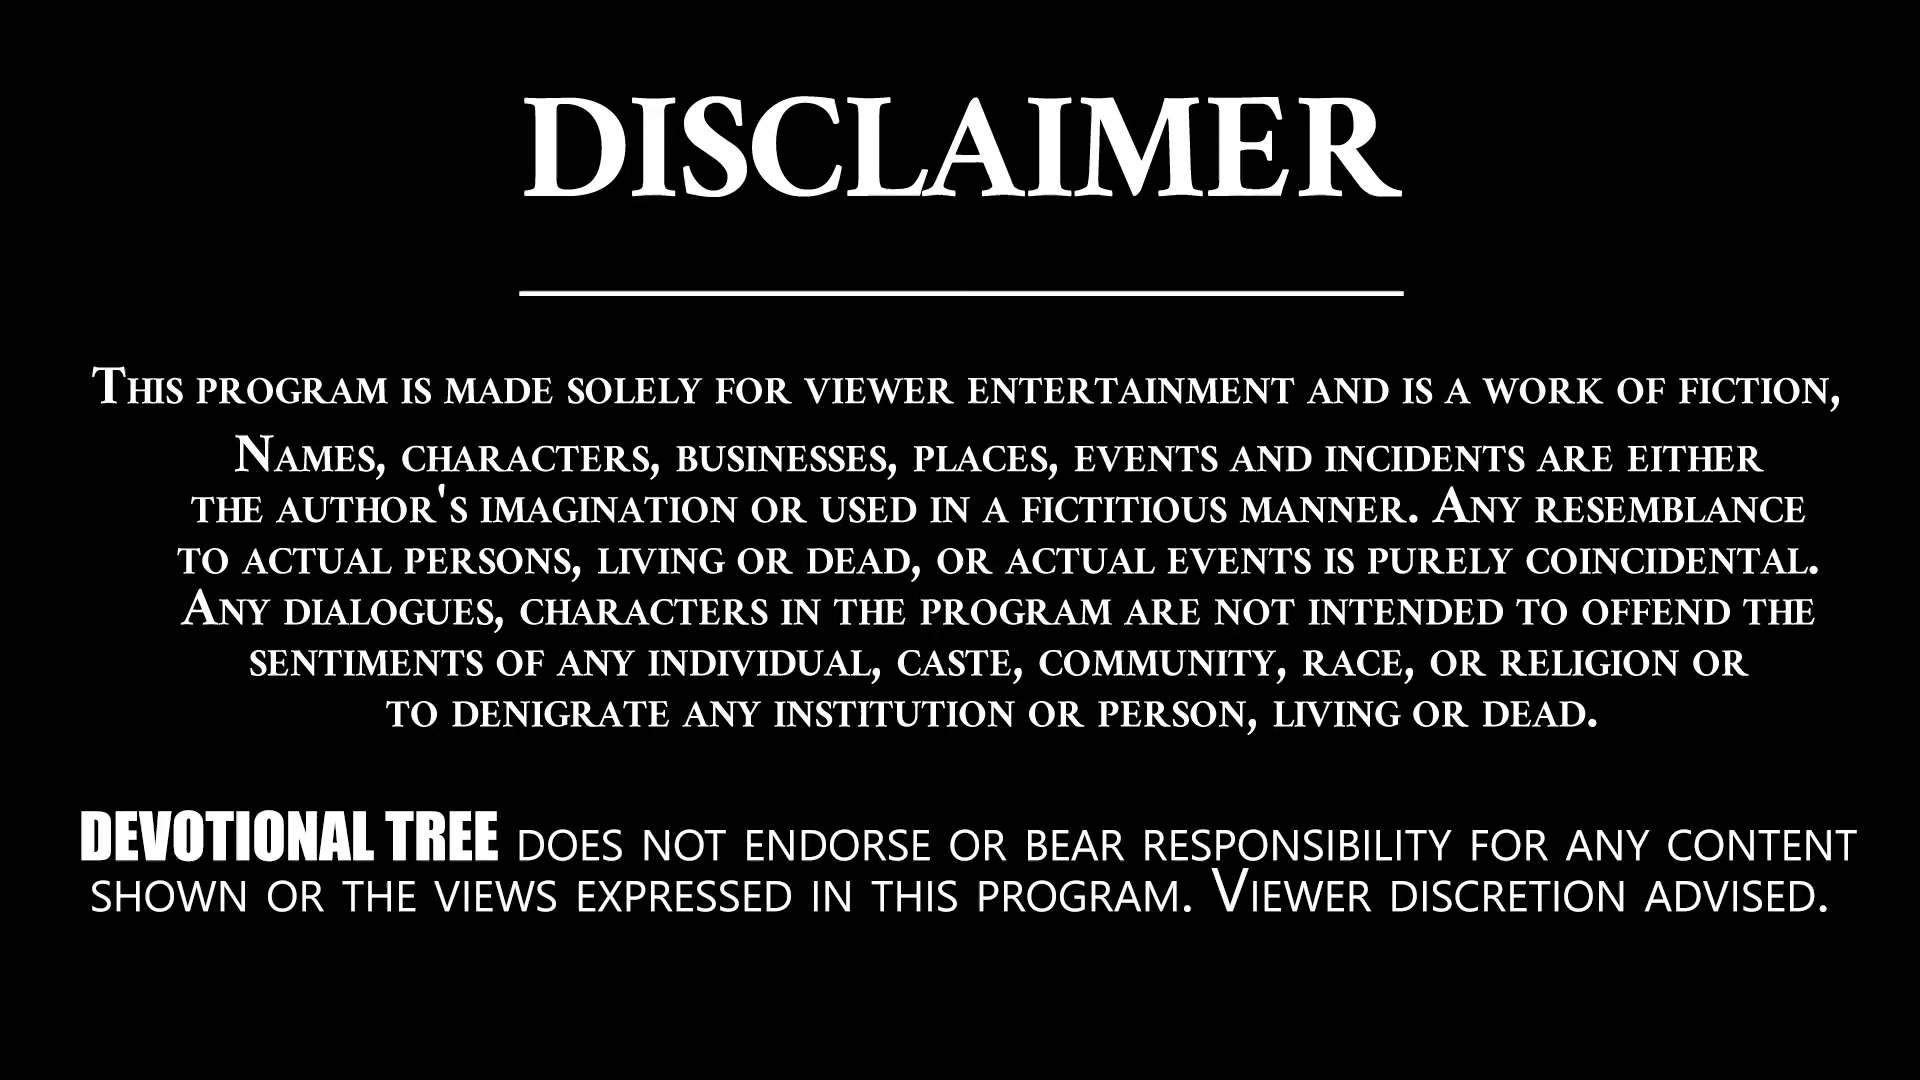 DISCLAIMER
This program is made solely for viewer entertainment and is a work of fiction,
Names, characters, businesses, places, events and incidents are either
the author's imagination or used in a fictitious manner. Any resemblance
to actual persons, living or dead, or actual events is purely coincidental.
Any dialogues, characters in the program are not intended to offend the
sentiments of any individual, caste, community, race, or religion or
to denigrate any institution or person, living or dead.
DEVOTIONAL TREE does not endorse or bear responsibility for any content
shown or the views expressed in this program. Viewer discretion advised.